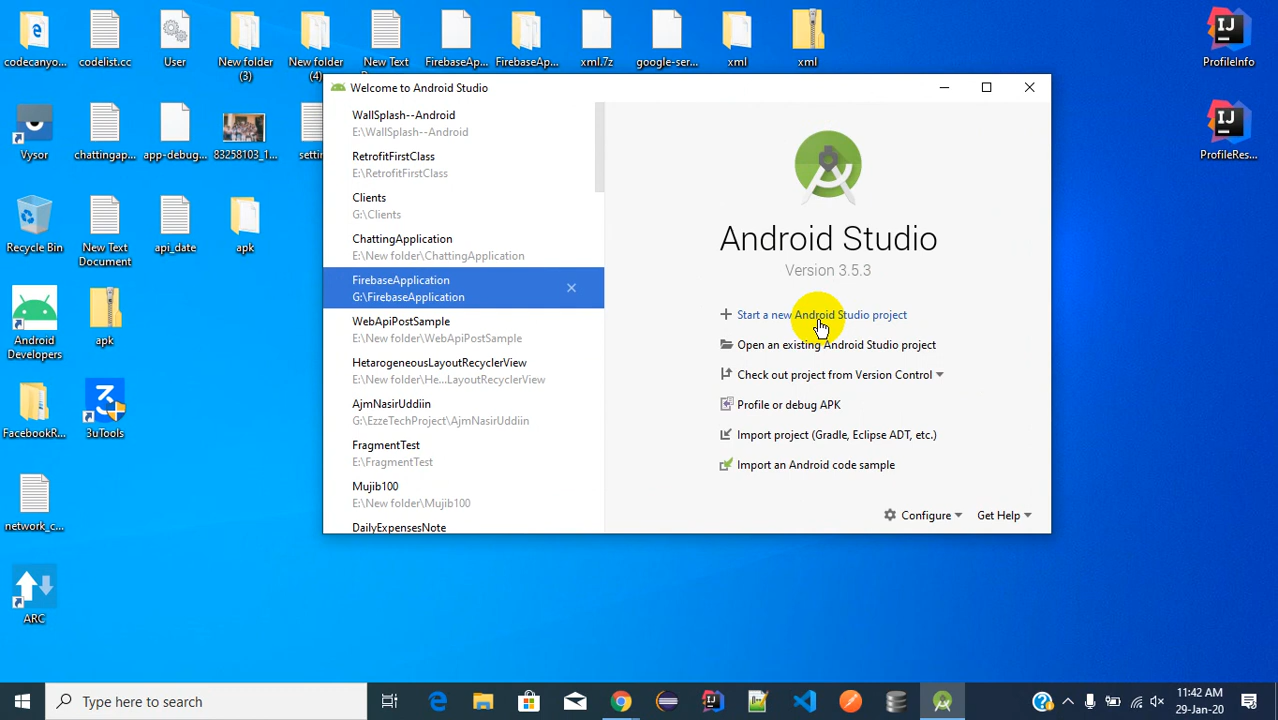 codecanyo...
codelist.cc
User
New folder
(3)
New folder
(4)
New Text
FirebaseAp...
FirebaseAp...
xml.7z
google-ser...
xml
xml
ProfileInfo
Vysor
chattingap...
app-debug...
83258103_1...
ProfileRes...
Recycle Bin
New Text
Document
api_date
apk
Android
Developers
apk
FacebookR...
3uTools
network_c...
ARC
Welcome to Android Studio
WallSplash--Android
E:\WallSplash--Android
RetrofitFirstClass
E:\RetrofitFirstClass
Clients
G:\Clients
ChattingApplication
E:\New folder\ChattingApplication
FirebaseApplication
G:\FirebaseApplication
WebApiPostSample
E:\New folder\WebApiPostSample
HetarogeneousLayoutRecyclerView
E:\New folder\He...LayoutRecyclerView
AjmNasirUddiin
G:\EzzeTechProject\AjmNasirUddiin
FragmentTest
E:\FragmentTest
Mujib100
E:\New folder\Mujib100
DailyExpensesNote
Android Studio
Version 3.5.3
Start a new Android Studio project
Open an existing Android Studio project
Check out project from Version Control
Profile or debug APK
Import project (Gradle, Eclipse ADT, etc.)
Import an Android code sample
Configure
Get Help
Type here to search
11:42 AM
29-Jan-20